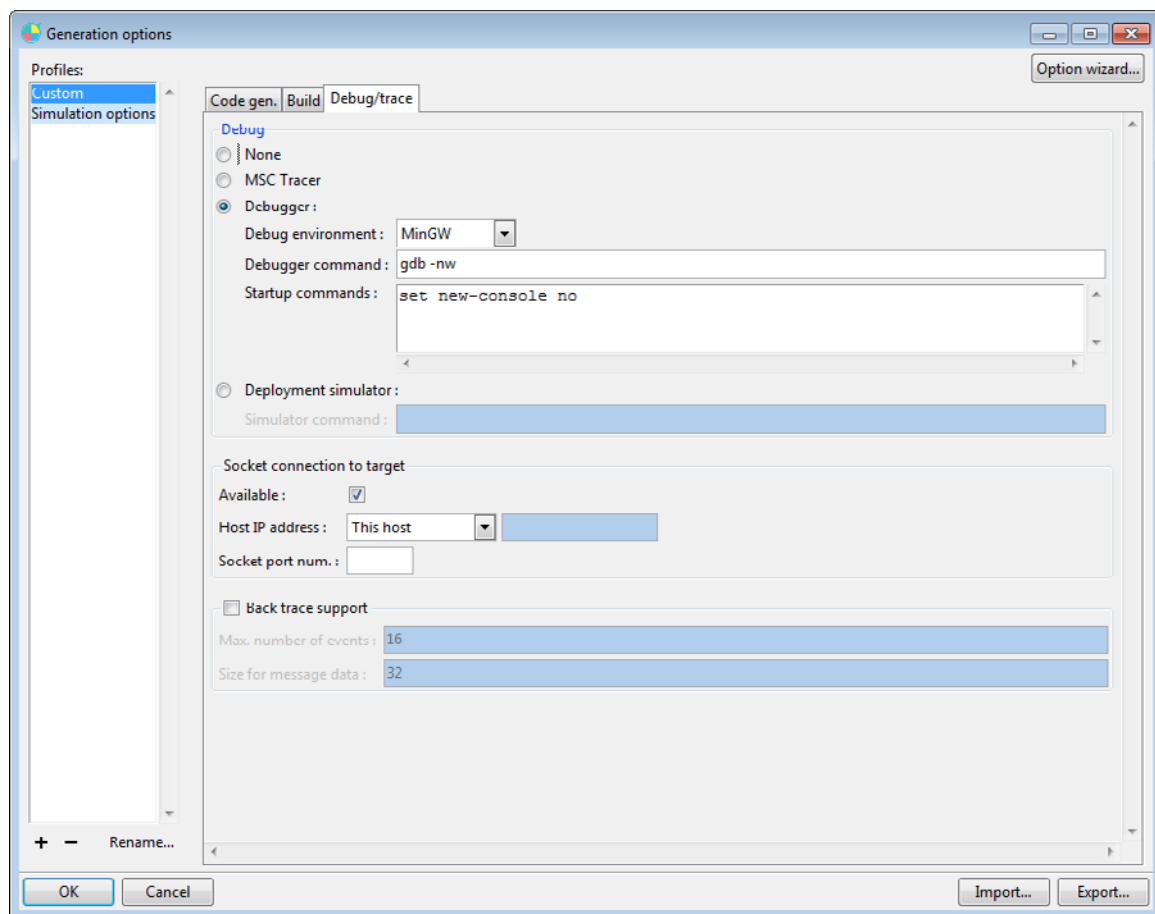 Generation options
Profiles:
Option wizard...
Custom
Simulation options
Code gen. Build Debug/trace
Debug
None
MSC Tracer
Debugger :
Debug environment : MinGW
Debugger command : gdb -nw
Startup commands : set new-console no
Deployment simulator :
Simulator command :
Socket connection to target
Available :
Host IP address : This host
Socket port num. :
Back trace support
Max. number of events : 16
Size for message data : 32
+ − Rename...
OK Cancel Import... Export...